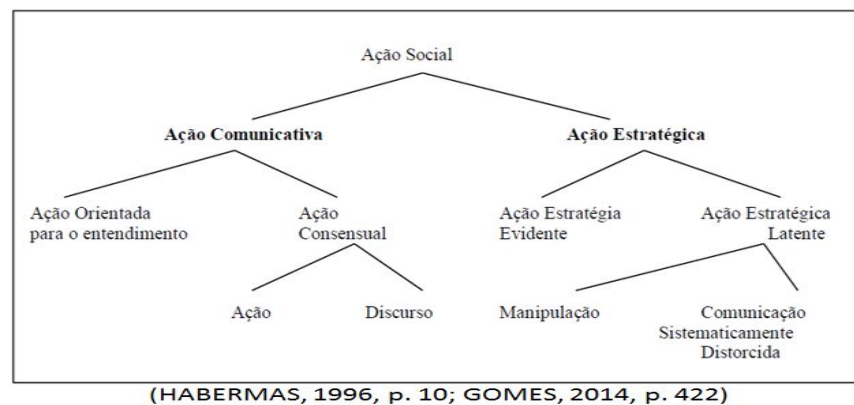 Ação Social
Ação Comunicativa
Ação Estratégica
Ação Orientada
para o entendimento
Ação
Consensual
Ação Estratégia
Evidente
Ação Estratégica
Latente
Ação
Discurso
Manipulação
Comunicação
Sistematicamente
Distorcida
(HABERMAS, 1996, p. 10; GOMES, 2014, p. 422)